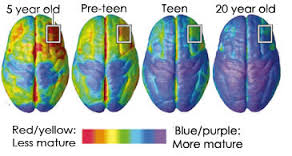 5 year old Pre-teen Teen 20 year old
Red/yellow: Blue/purple:
Less mature More mature